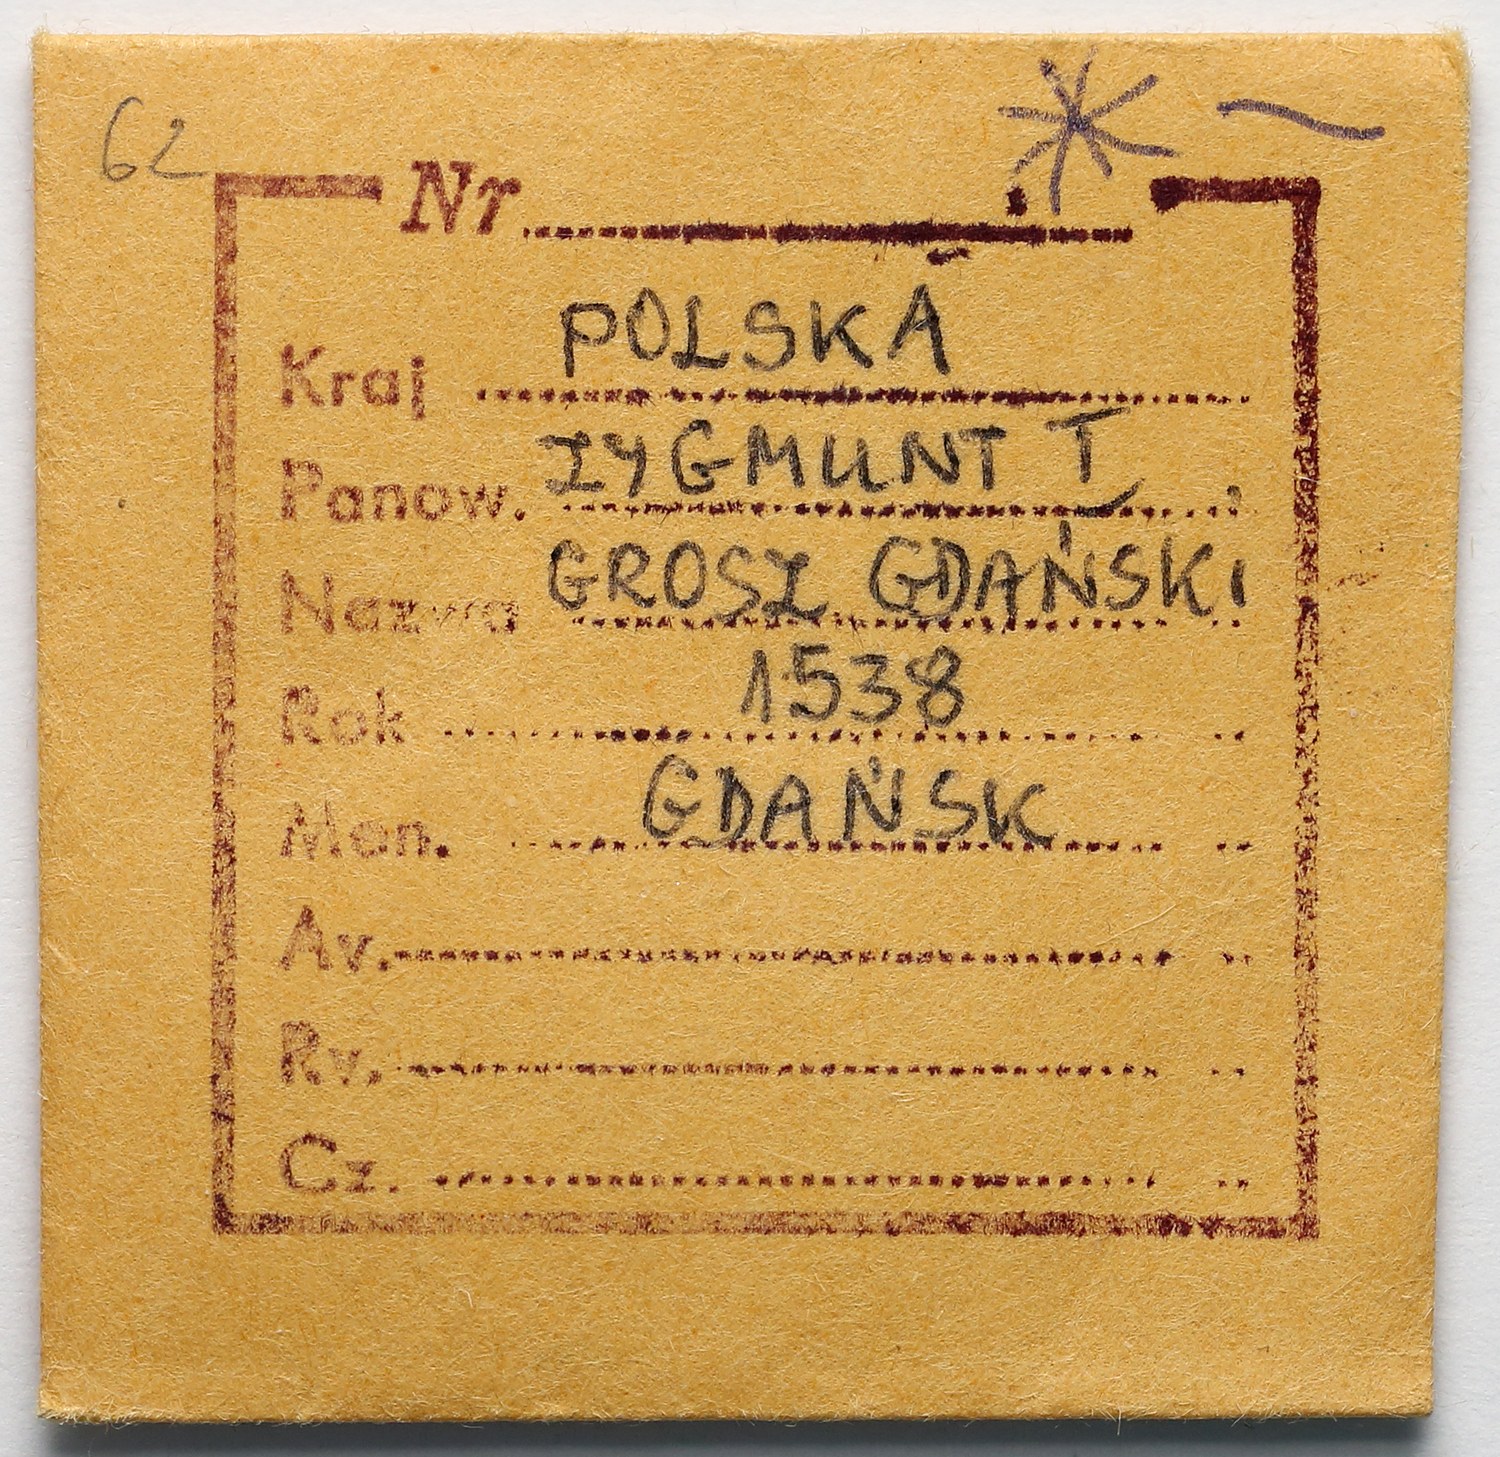 62
Nr
Kraj POLSKA
Panow. ZYGMUNT I
Nazwa GROSZ GDAŃSKI
Rok 1538
Men. GDAŃSK
Av.
Rv.
Cz.